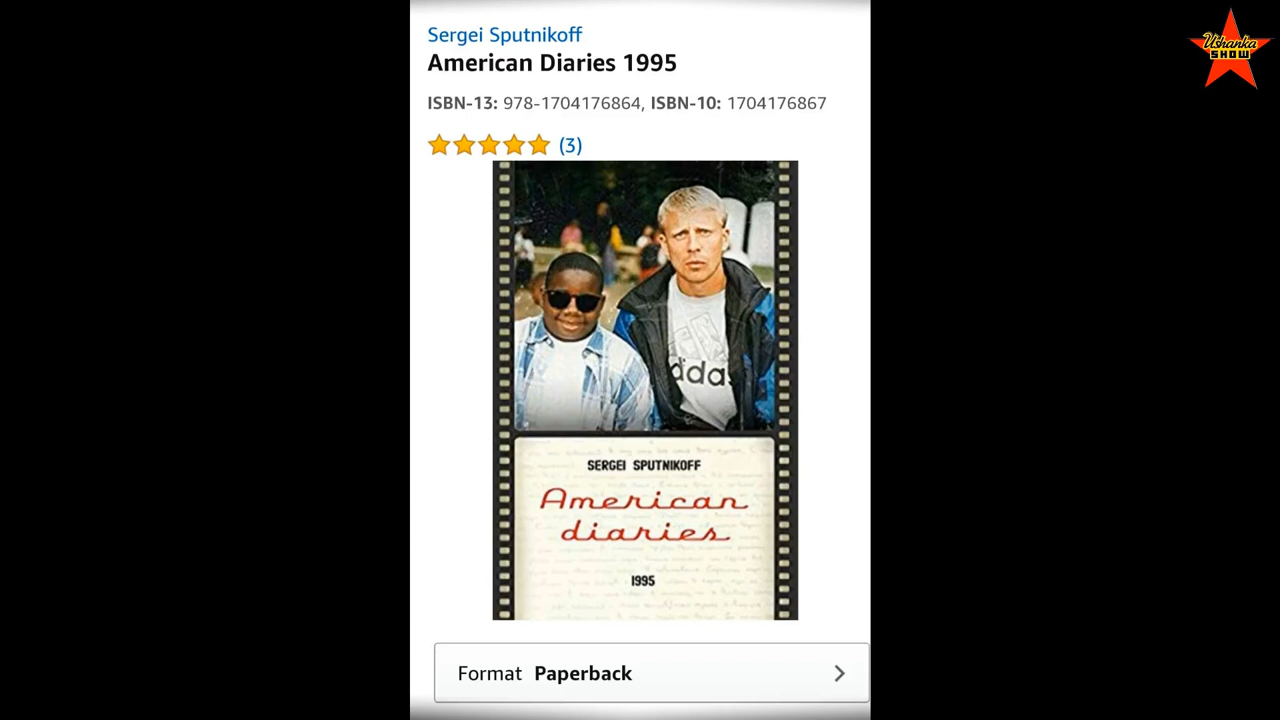 Sergei Sputnikoff
American Diaries 1995
ISBN-13: 978-1704176864, ISBN-10: 1704176867
(3)
Ushanka
SHOW
adidas
SERGEI SPUTNIKOFF
American
diaries
1995
Format Paperback